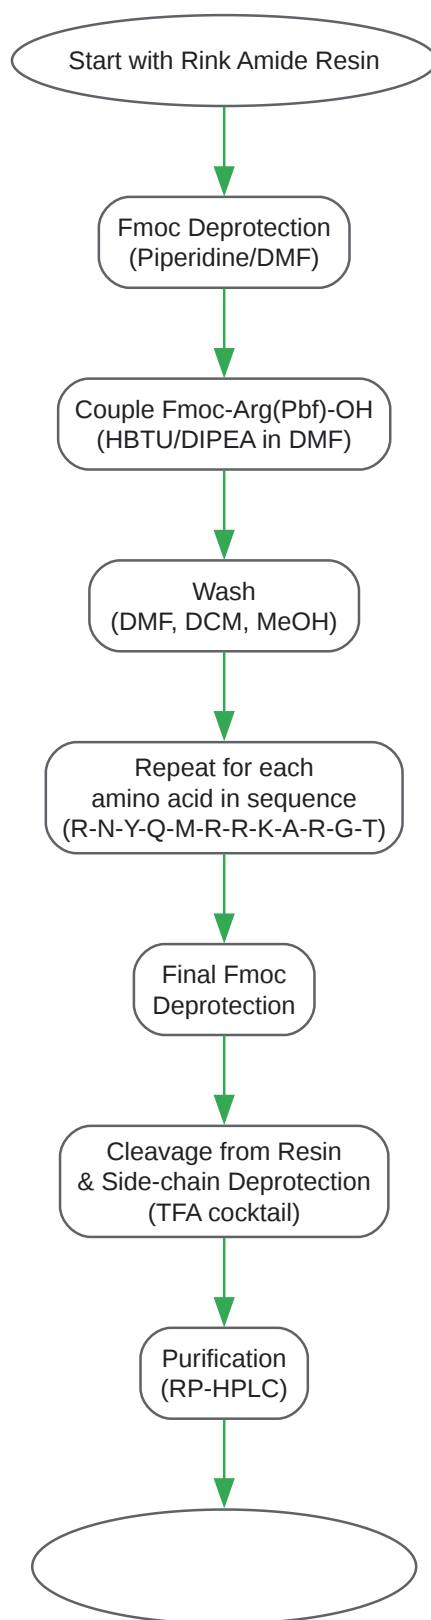 Start with Rink Amide Resin
Fmoc Deprotection
(Piperidine/DMF)
Couple Fmoc-Arg(Pbf)-OH
(HBTU/DIPEA in DMF)
Wash
(DMF, DCM, MeOH)
Repeat for each
amino acid in sequence
(R-N-Y-Q-M-R-R-K-A-R-G-T)
Final Fmoc
Deprotection
Cleavage from Resin
& Side-chain Deprotection
(TFA cocktail)
Purification
(RP-HPLC)